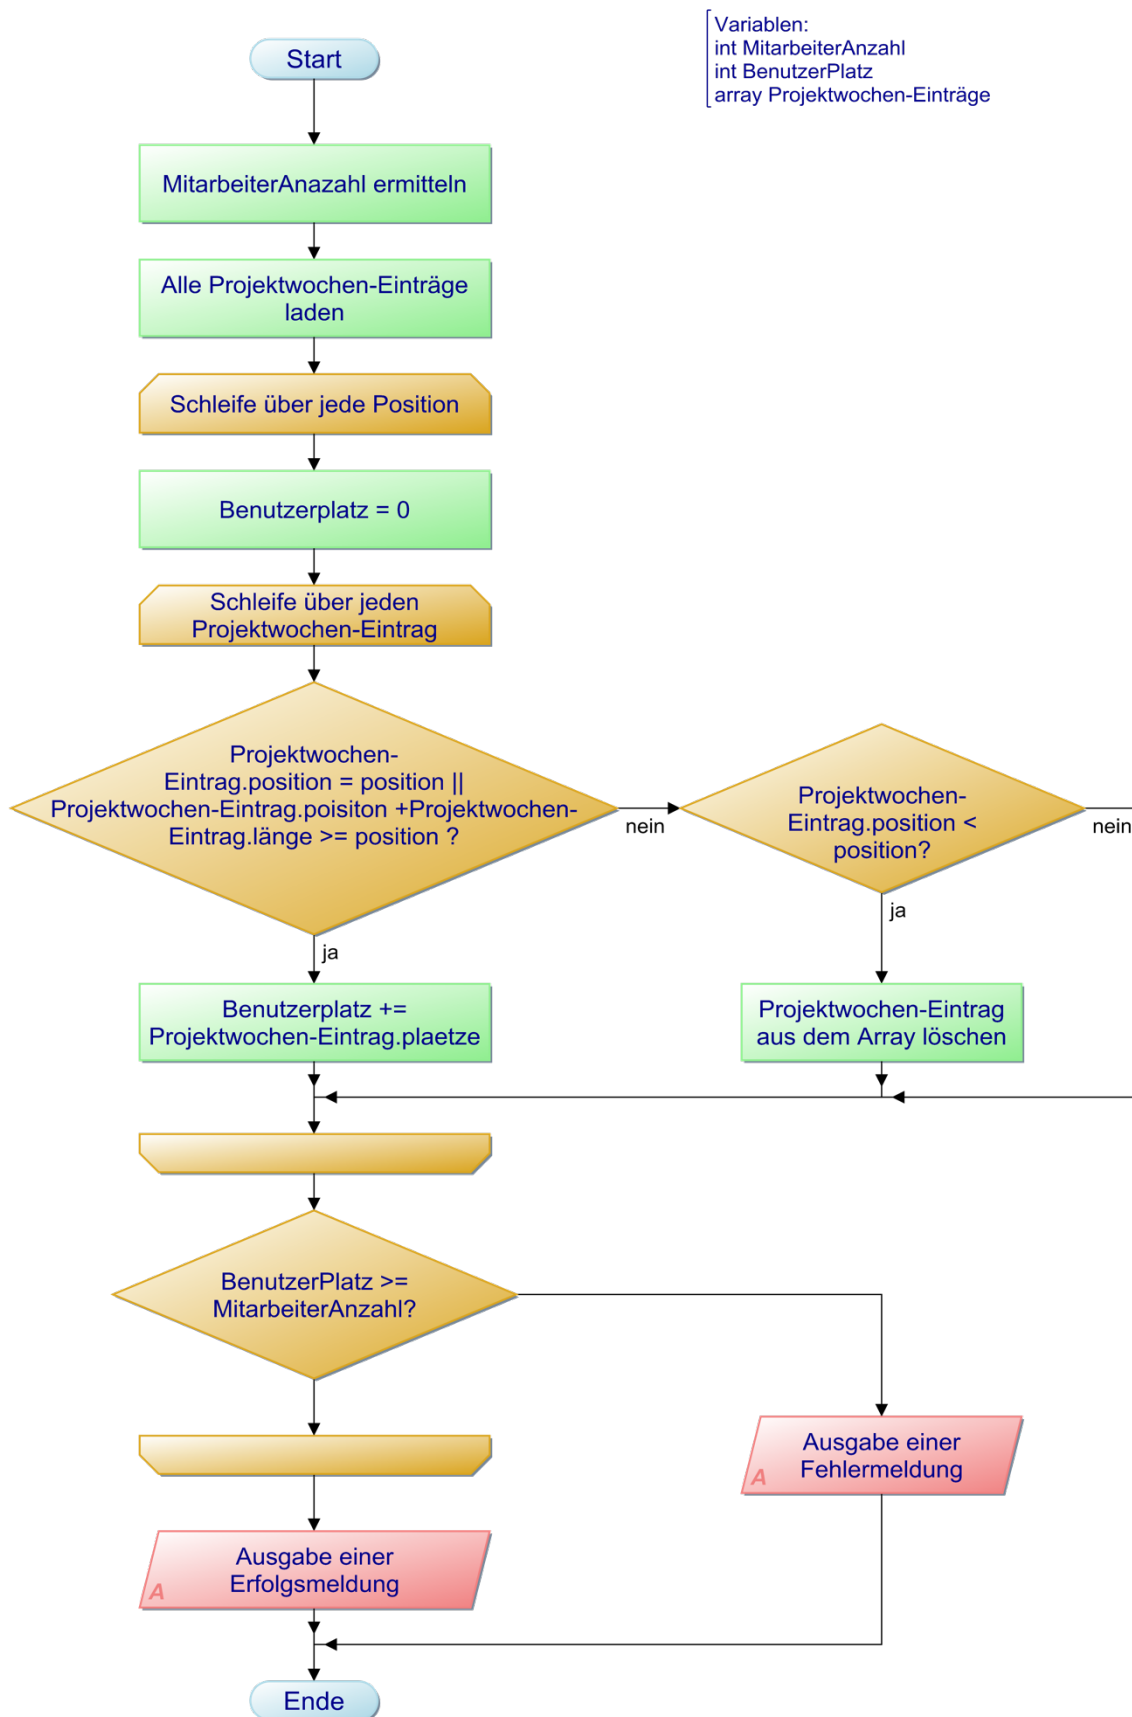 Variablen:
int MitarbeiterAnzahl
int BenutzerPlatz
array Projektwochen-Einträge
Start
MitarbeiterAnazahl ermitteln
Alle Projektwochen-Einträge
laden
Schleife über jede Position
Benutzerplatz = 0
Schleife über jeden
Projektwochen-Eintrag
Projektwochen-
Eintrag.position = position ||
Projektwochen-Eintrag.poisiton +Projektwochen-
Eintrag.länge >= position ?
nein
Projektwochen-
Eintrag.position <
position?
nein
ja
ja
Benutzerplatz +=
Projektwochen-Eintrag.plaetze
Projektwochen-Eintrag
aus dem Array löschen
BenutzerPlatz >=
MitarbeiterAnzahl?
Ausgabe einer
Fehlermeldung
A
Ausgabe einer
Erfolgsmeldung
A
Ende